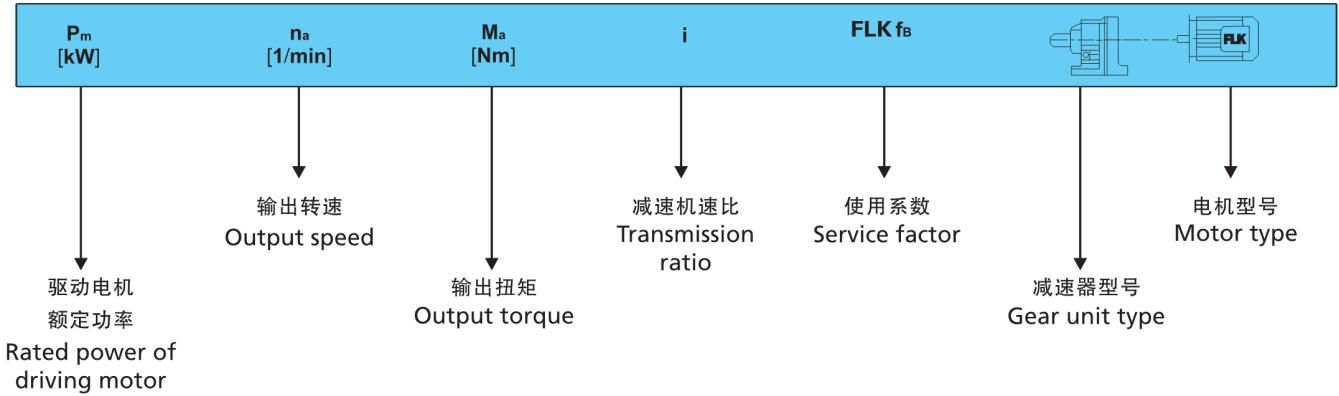 Pm
[kW]
na
[1/min]
Ma
[Nm]
i
FLK fB
FLK
输出转速
Output speed
减速机速比
Transmission
ratio
使用系数
Service factor
电机型号
Motor type
驱动电机
额定功率
Rated power of
driving motor
输出扭矩
Output torque
减速器型号
Gear unit type